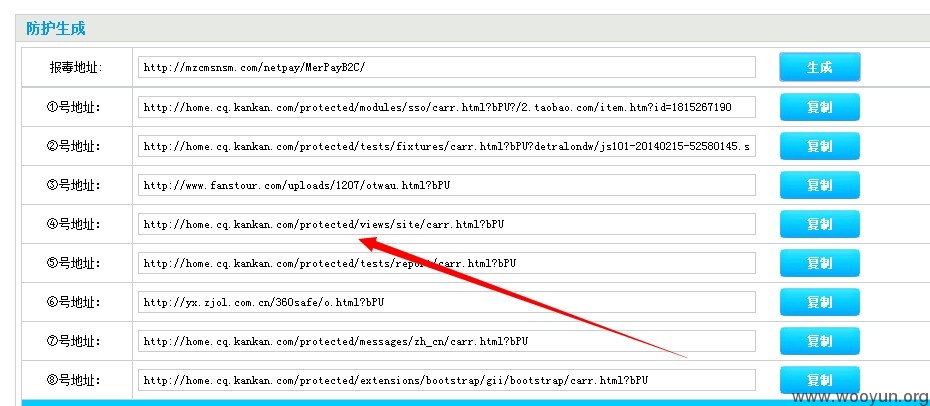 防护生成
报毒地址: http://mzcmsnsm.com/netpay/MerPayB2C/ 生成
①号地址: http://home.cq.kankan.com/protected/modules/sso/carr.html?bPU?/2.taobao.com/item.htm?id=1815267190 复制
②号地址: http://home.cq.kankan.com/protected/tests/fixtures/carr.html?bPU?detralondw/js101-20140215-52580145.s 复制
③号地址: http://www.fanstour.com/uploads/1207/otwau.html?bPU 复制
④号地址: http://home.cq.kankan.com/protected/views/site/carr.html?bPU 复制
⑤号地址: http://home.cq.kankan.com/protected/tests/report/carr.html?bPU 复制
⑥号地址: http://yx.zjol.com.cn/360safe/o.html?bPU 复制
⑦号地址: http://home.cq.kankan.com/protected/messages/zh_cn/carr.html?bPU 复制
⑧号地址: http://home.cq.kankan.com/protected/extensions/bootstrap/gii/bootstrap/carr.html?bPU 复制
www.wooyun.org